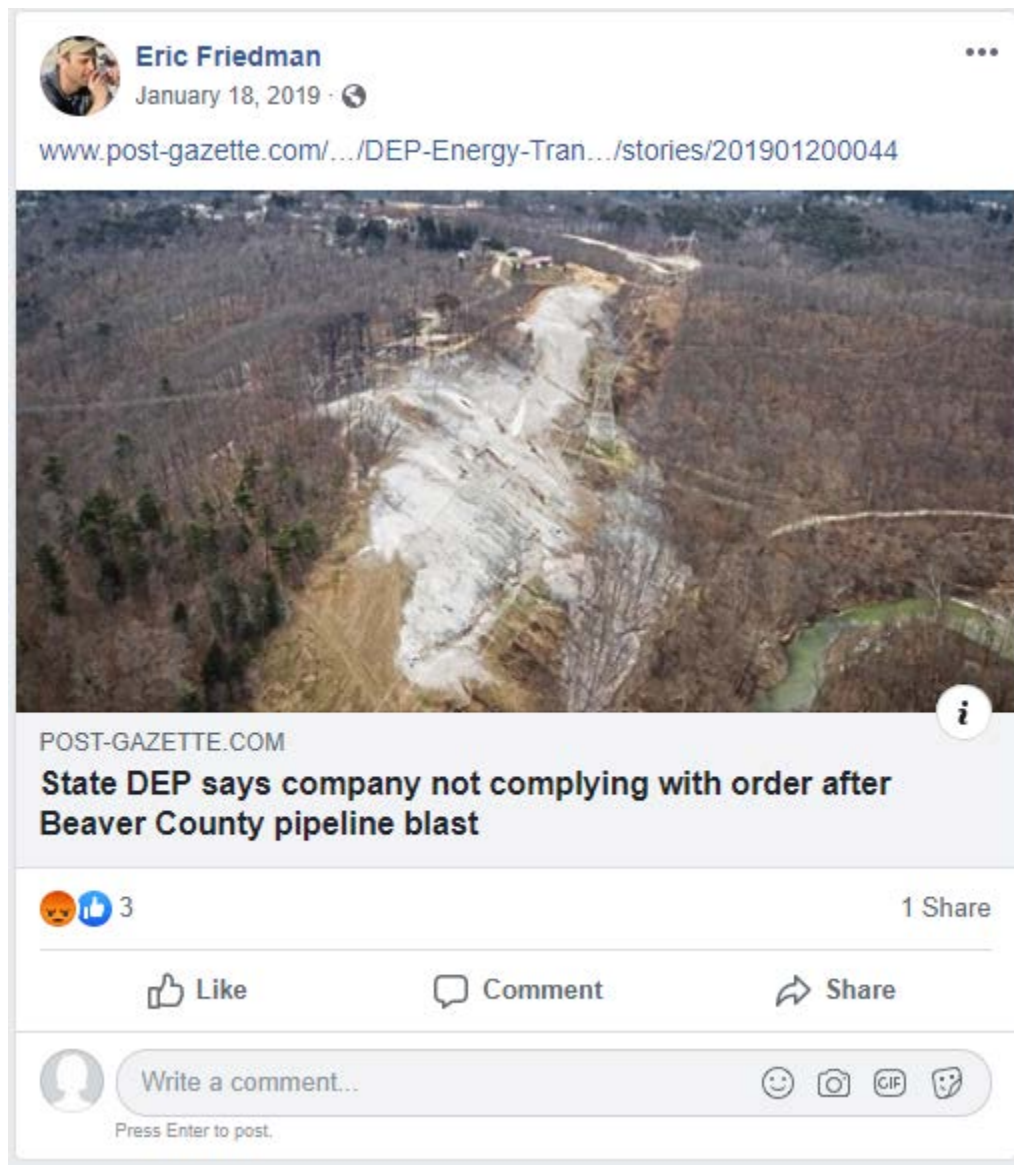 Eric Friedman
January 18, 2019 ·
www.post-gazette.com/.../DEP-Energy-Tran.../stories/201901200044
i
POST-GAZETTE.COM
State DEP says company not complying with order after
Beaver County pipeline blast
3
1 Share
Like
Comment
Share
Write a comment...
GIF
Press Enter to post.